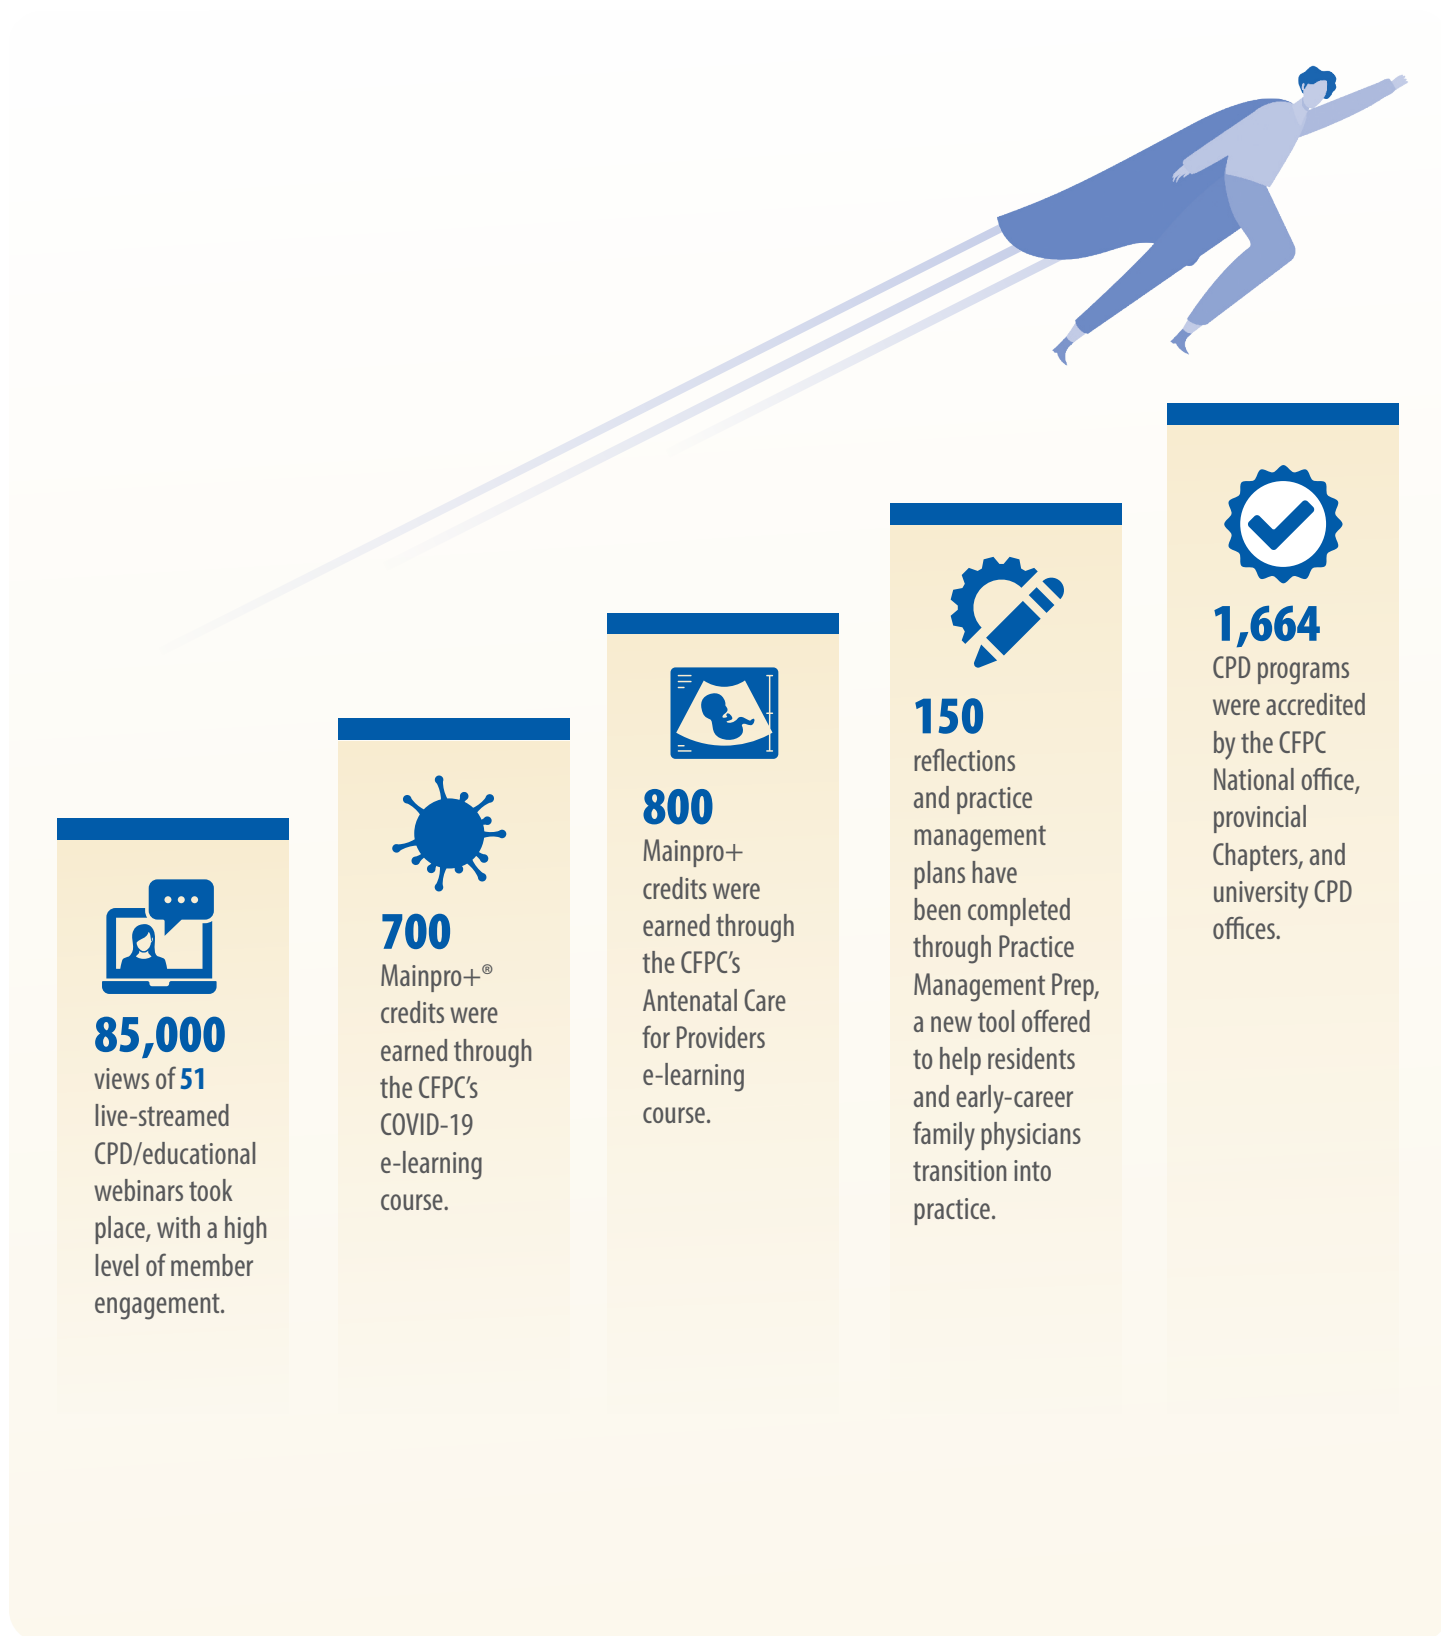 85,000
views of 51
live-streamed
CPD/educational
webinars took
place, with a high
level of member
engagement.
700
Mainpro+®
credits were
earned through
the CFPC’s
COVID-19
e-learning
course.
800
Mainpro+
credits were
earned through
the CFPC’s
Antenatal Care
for Providers
e-learning
course.
150
reflections
and practice
management
plans have
been completed
through Practice
Management Prep,
a new tool offered
to help residents
and early-career
family physicians
transition into
practice.
1,664
CPD programs
were accredited
by the CFPC
National office,
provincial
Chapters, and
university CPD
offices.